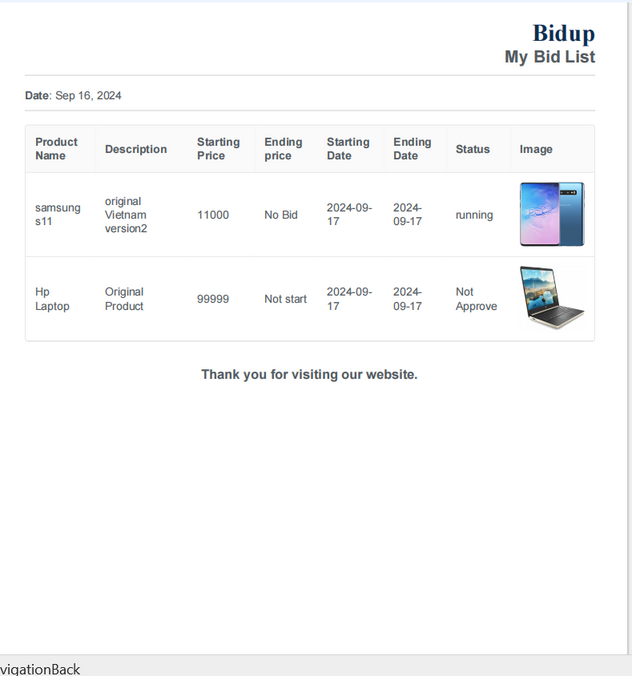 Bidup
My Bid List
Date: Sep 16, 2024
Product Name Description Starting Price Ending price Starting Date Ending Date Status Image
samsung s11 original Vietnam version2 11000 No Bid 2024-09-17 2024-09-17 running
Hp Laptop Original Product 99999 Not start 2024-09-17 2024-09-17 Not Approve
Thank you for visiting our website.
vigationBack